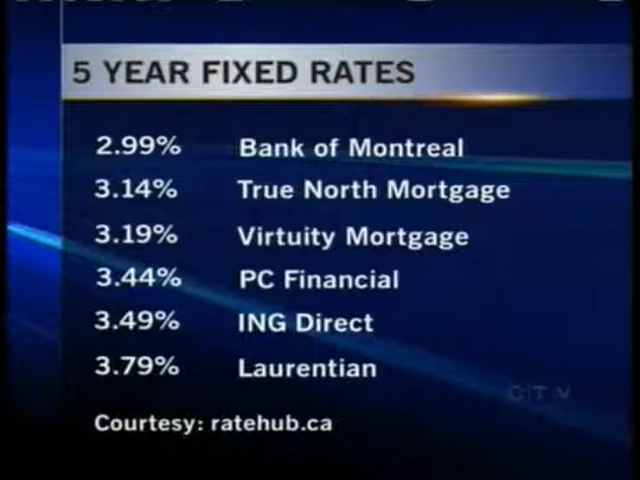 5 YEAR FIXED RATES
2.99% Bank of Montreal
3.14% True North Mortgage
3.19% Virtuity Mortgage
3.44% PC Financial
3.49% ING Direct
3.79% Laurentian
CTV
Courtesy: ratehub.ca